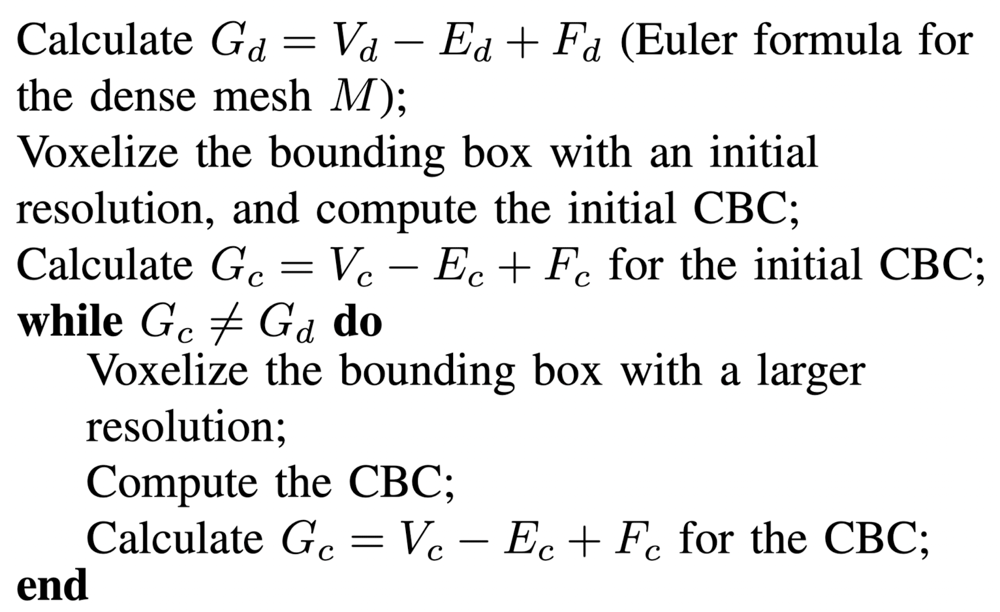 Calculate G_d = V_d − E_d + F_d (Euler formula for
the dense mesh M);
Voxelize the bounding box with an initial
resolution, and compute the initial CBC;
Calculate G_c = V_c − E_c + F_c for the initial CBC;
while G_c ≠ G_d do
Voxelize the bounding box with a larger
resolution;
Compute the CBC;
Calculate G_c = V_c − E_c + F_c for the CBC;
end